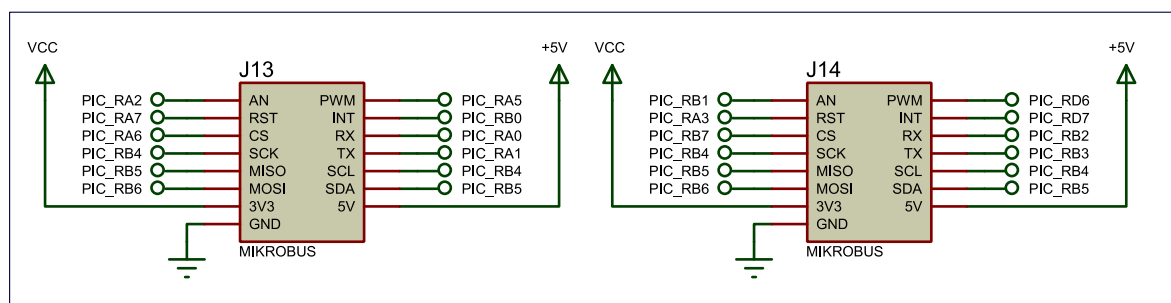 VCC +5V VCC +5V
J13 J14
PIC_RA2 AN PWM PIC_RA5 PIC_RB1 AN PWM PIC_RD6
PIC_RA7 RST INT PIC_RB0 PIC_RA3 RST INT PIC_RD7
PIC_RA6 CS RX PIC_RA0 PIC_RB7 CS RX PIC_RB2
PIC_RB4 SCK TX PIC_RA1 PIC_RB4 SCK TX PIC_RB3
PIC_RB5 MISO SCL PIC_RB4 PIC_RB5 MISO SCL PIC_RB4
PIC_RB6 MOSI SDA PIC_RB5 PIC_RB6 MOSI SDA PIC_RB5
3V3 5V 3V3 5V
GND GND
MIKROBUS MIKROBUS